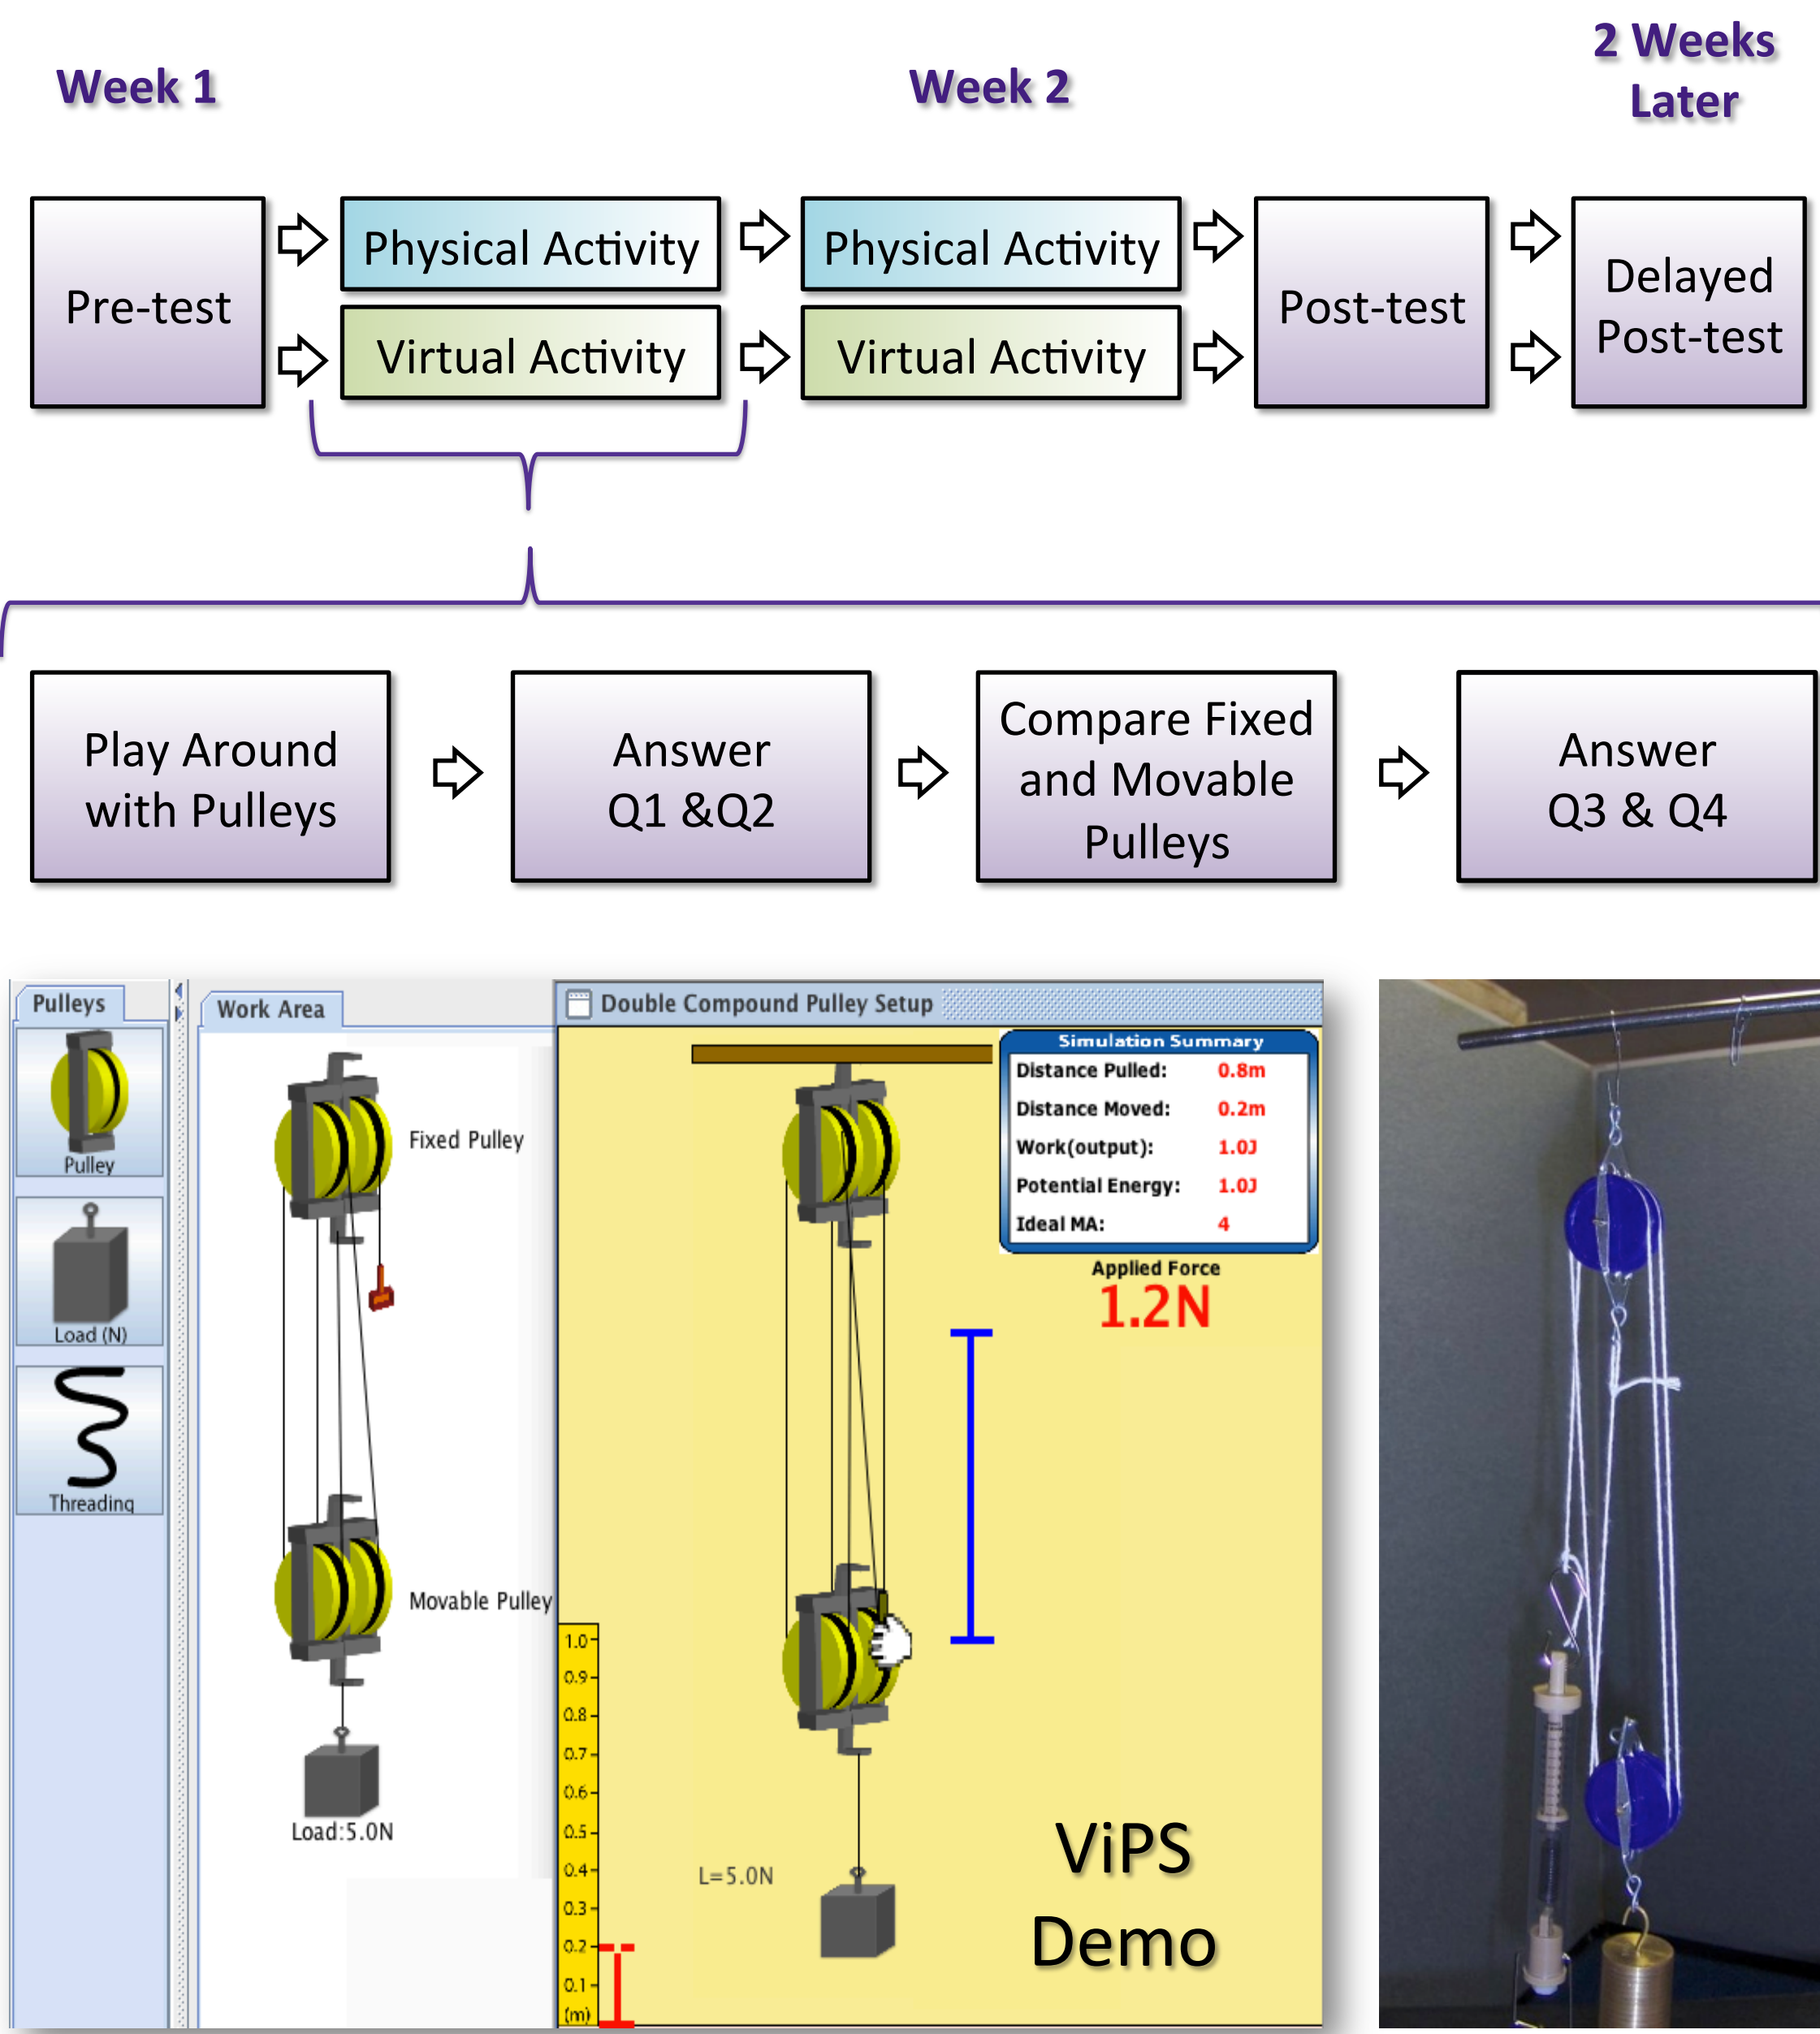 Week 1
Week 2
2 Weeks
Later
Pre-test
Physical Activity
Virtual Activity
Physical Activity
Virtual Activity
Post-test
Delayed
Post-test
Play Around
with Pulleys
Answer
Q1 &Q2
Compare Fixed
and Movable
Pulleys
Answer
Q3 & Q4
Pulleys
Pulley
Load (N)
Threading
Work Area
Fixed Pulley
Movable Pulley
Load:5.0N
Double Compound Pulley Setup
Simulation Summary
Distance Pulled: 0.8m
Distance Moved: 0.2m
Work(output): 1.0J
Potential Energy: 1.0J
Ideal MA: 4
Applied Force
1.2N
1.0
0.9
0.8
0.7
0.6
0.5
0.4
0.3
0.2
0.1
(m)
L=5.0N
ViPS
Demo